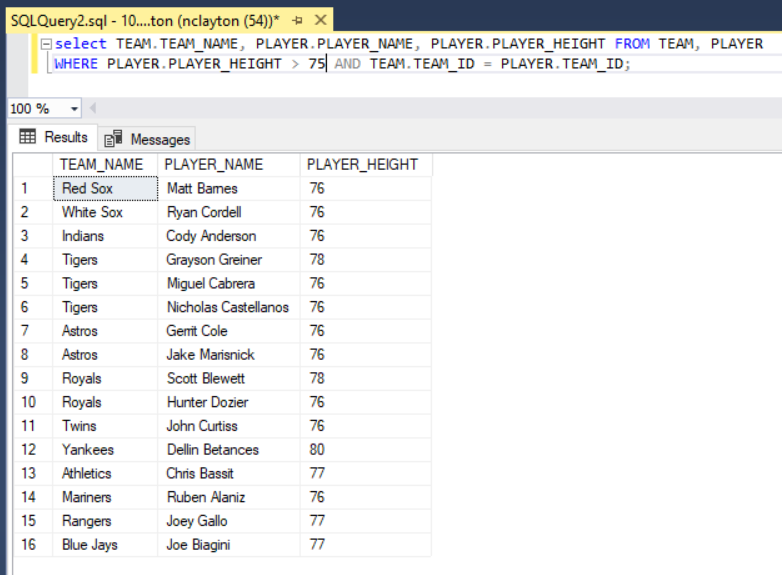 SQLQuery2.sql - 10....ton (nclayton (54))*
select TEAM.TEAM_NAME, PLAYER.PLAYER_NAME, PLAYER.PLAYER_HEIGHT FROM TEAM, PLAYER
WHERE PLAYER.PLAYER_HEIGHT > 75 AND TEAM.TEAM_ID = PLAYER.TEAM_ID;
100 %
Results Messages
TEAM_NAME PLAYER_NAME PLAYER_HEIGHT
1 Red Sox Matt Barnes 76
2 White Sox Ryan Cordell 76
3 Indians Cody Anderson 76
4 Tigers Grayson Greiner 78
5 Tigers Miguel Cabrera 76
6 Tigers Nicholas Castellanos 76
7 Astros Gerrit Cole 76
8 Astros Jake Marisnick 76
9 Royals Scott Blewett 78
10 Royals Hunter Dozier 76
11 Twins John Curtiss 76
12 Yankees Dellin Betances 80
13 Athletics Chris Bassit 77
14 Mariners Ruben Alaniz 76
15 Rangers Joey Gallo 77
16 Blue Jays Joe Biagini 77